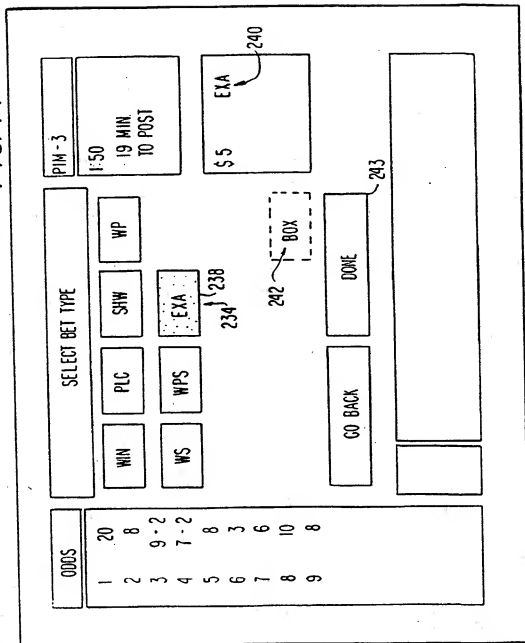 ODDS
1 20
2 8
3 9-2
4 7-2
5 8
6 3
7 6
8 10
9 8
SELECT BET TYPE
WIN PLC SHW WP
WS WPS EXA
234 238
242 BOX
GO BACK DONE
243
PIM-3
1:50
19 MIN.
TO POST
$5 EXA
240